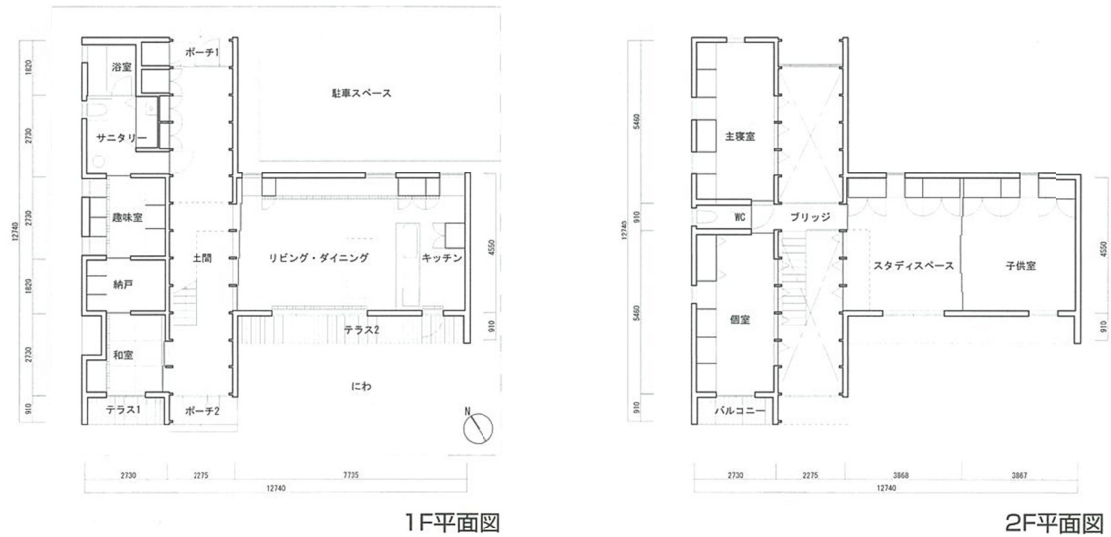 ポーチ1
浴室
駐車スペース
サニタリー
趣味室
土間
リビング・ダイニング
キッチン
納戸
テラス2
和室
にわ
テラス1
ポーチ2
N
1820
2730
2730
1820
2730
910
12740
4550
910
2730
2275
7735
12740
1F平面図
主寝室
WC
ブリッジ
スタディスペース
子供室
個室
バルコニー
5460
910
5460
910
12740
4550
910
2730
2275
3868
3867
12740
2F平面図